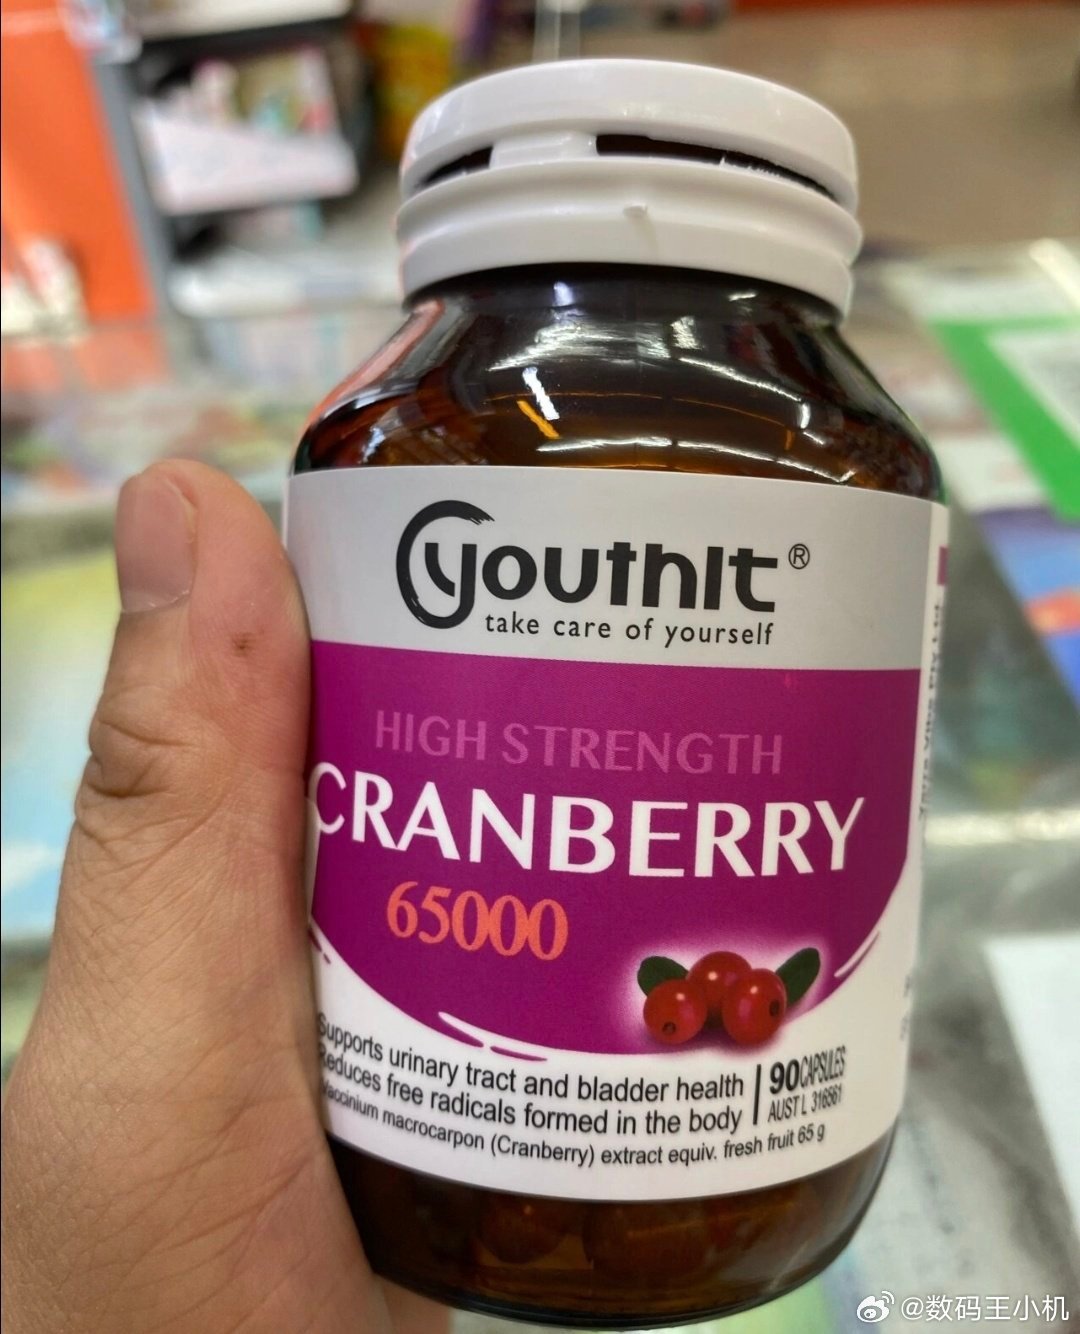 youthIt®
take care of yourself
HIGH STRENGTH
CRANBERRY
65000
Supports urinary tract and bladder health
Reduces free radicals formed in the body
Vaccinium macrocarpon (Cranberry) extract equiv. fresh fruit 65 g
90 CAPSULES
AUST L 316561
@数码王小机